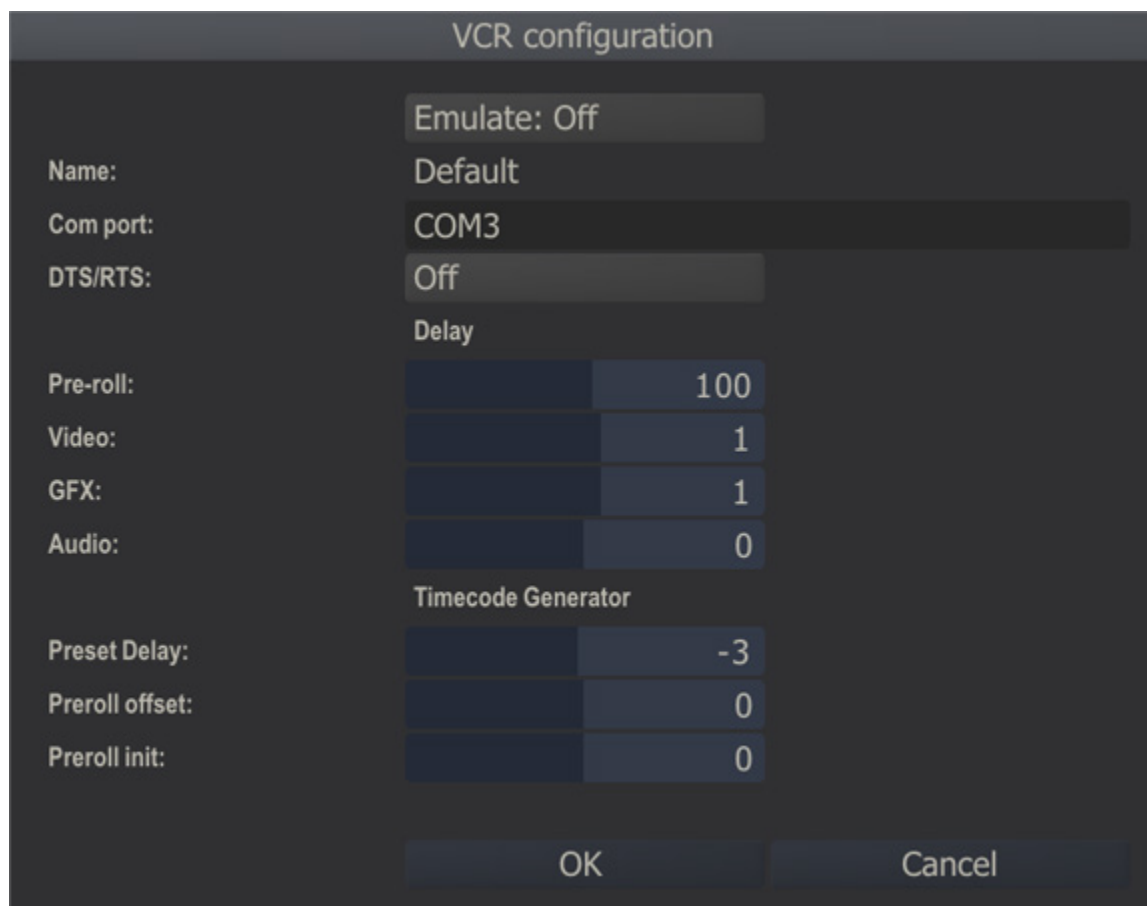 VCR configuration
Emulate: Off
Name: Default
Com port: COM3
DTS/RTS: Off
Delay
Pre-roll: 100
Video: 1
GFX: 1
Audio: 0
Timecode Generator
Preset Delay: -3
Preroll offset: 0
Preroll init: 0
OK Cancel